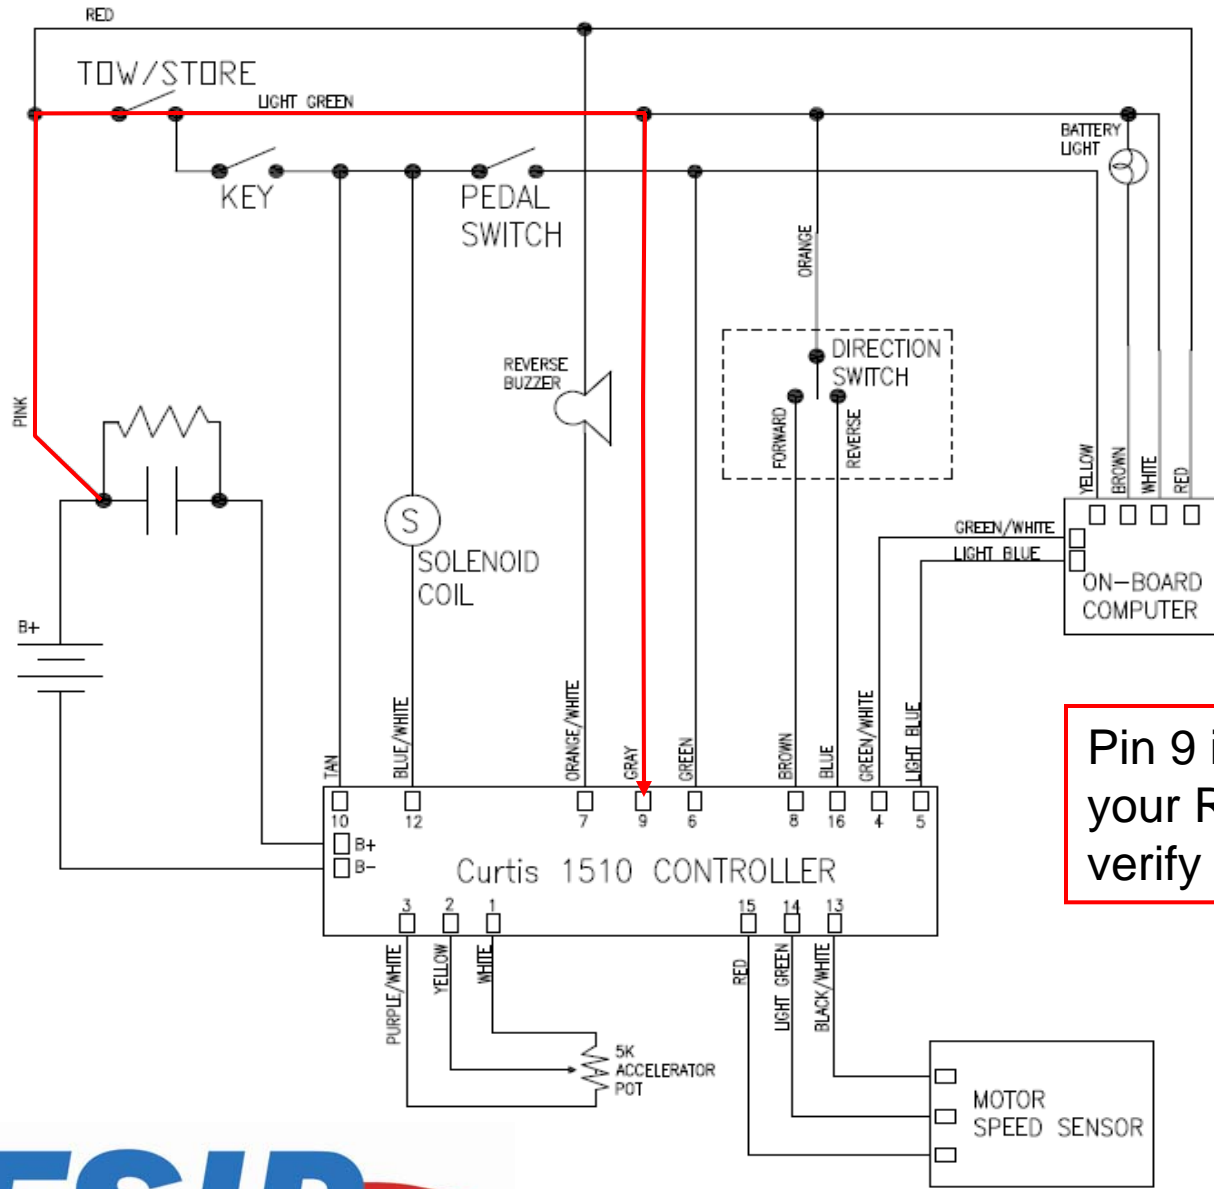 RED
TOW/STORE
LIGHT GREEN
BATTERY
LIGHT
KEY
PEDAL
SWITCH
ORANGE
DIRECTION
SWITCH
REVERSE
BUZZER
PINK
FORWARD
REVERSE
YELLOW
BROWN
WHITE
RED
S
SOLENOID
COIL
GREEN/WHITE
LIGHT BLUE
ON-BOARD
COMPUTER
B+
TAN
BLUE/WHITE
ORANGE/WHITE
GRAY
GREEN
BROWN
BLUE
GREEN/WHITE
LIGHT BLUE
Pin 9 i
your R
verify
10 12 7 9 6 8 16 4 5
B+
B-
Curtis 1510 CONTROLLER
3 2 1 15 14 13
PURPLE/WHITE
YELLOW
WHITE
RED
LIGHT GREEN
BLACK/WHITE
5K
ACCELERATOR
POT
MOTOR
SPEED SENSOR